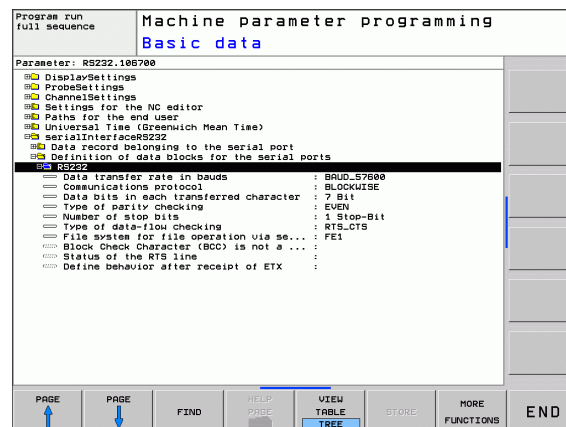 Program run
full sequence
Machine parameter programming
Basic data
Parameter: RS232.106700
DisplaySettings
ProbeSettings
ChannelSettings
Settings for the NC editor
Paths for the end user
Universal Time (Greenwich Mean Time)
serialInterfaceRS232
Data record belonging to the serial port
Definition of data blocks for the serial ports
RS232
Data transfer rate in bauds : BAUD_57600
Communications protocol : BLOCKWISE
Data bits in each transferred character : 7 Bit
Type of parity checking : EVEN
Number of stop bits : 1 Stop-Bit
Type of data-flow checking : RTS_CTS
File system for file operation via se... : FE1
Block Check Character (BCC) is not a ... :
Status of the RTS line :
Define behavior after receipt of ETX :
PAGE
PAGE
FIND
HELP
PAGE
VIEW
TABLE
TREE
STORE
MORE
FUNCTIONS
END